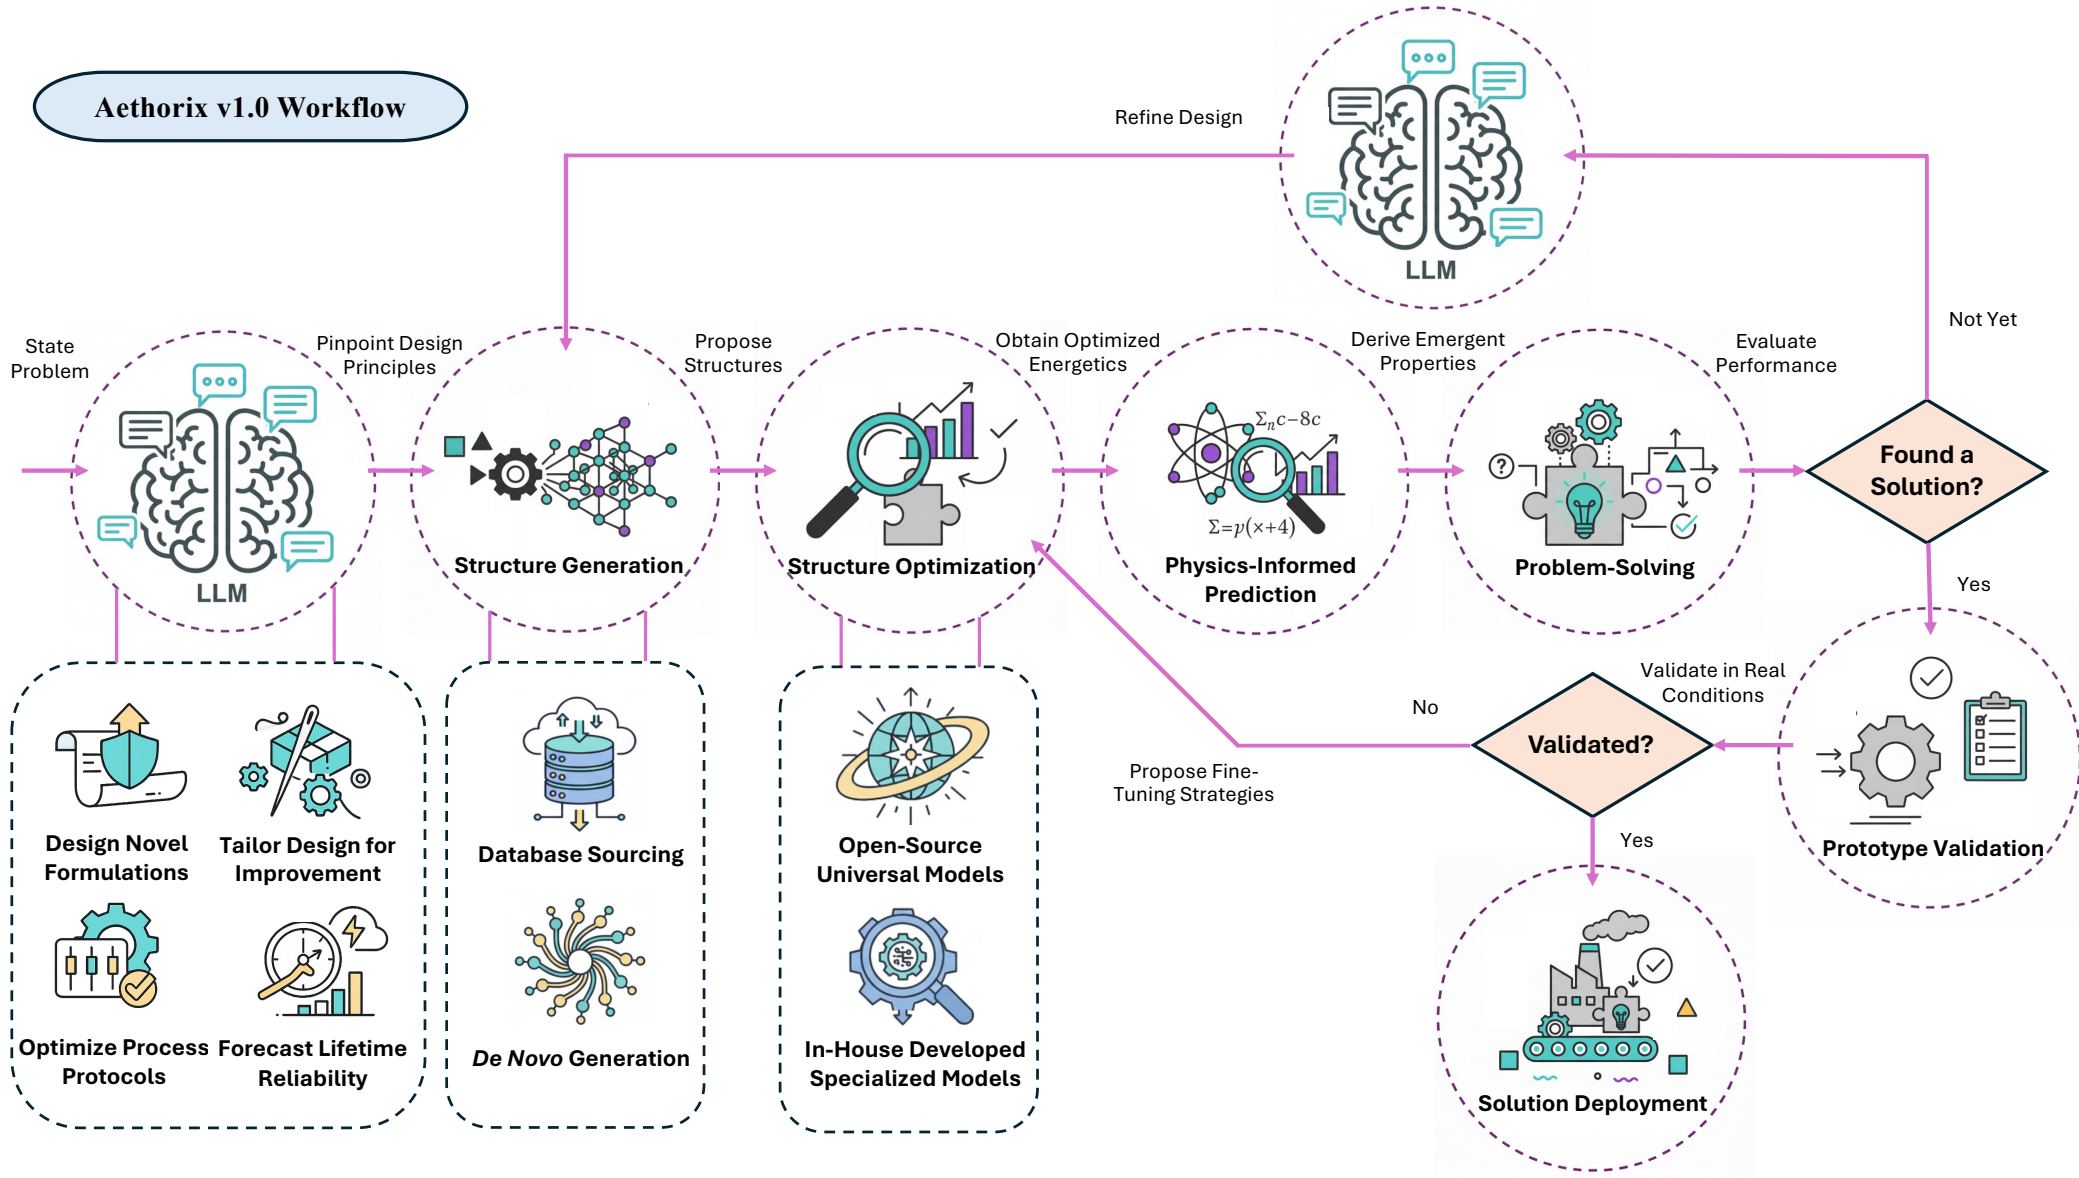 Aethorix v1.0 Workflow
Refine Design
LLM
State
Problem
Pinpoint Design
Principles
Propose
Structures
Obtain Optimized
Energetics
Derive Emergent
Properties
Evaluate
Performance
Not Yet
LLM
Structure Generation
Structure Optimization
Σₙc−8c
Σ=p(×+4)
Physics-Informed
Prediction
?
Problem-Solving
Found a
Solution?
Yes
Validate in Real
Conditions
Validated?
No
Propose Fine-
Tuning Strategies
Yes
Prototype Validation
Solution Deployment
Design Novel
Formulations
Tailor Design for
Improvement
Optimize Process
Protocols
Forecast Lifetime
Reliability
Database Sourcing
De Novo Generation
Open-Source
Universal Models
In-House Developed
Specialized Models